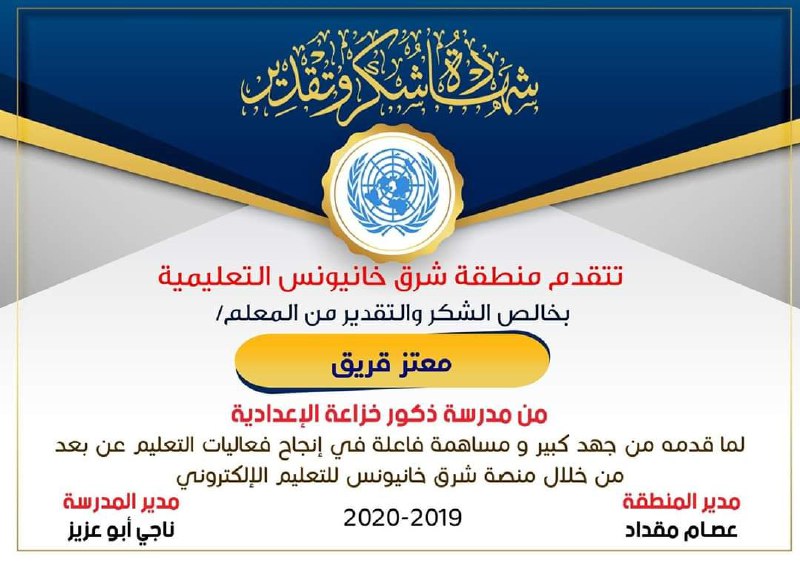 شهادة شكر وتقدير
تتقدم منطقة شرق خانيونس التعليمية
بخالص الشكر والتقدير من المعلم/
معتز قريق
من مدرسة ذكور خزاعة الإعدادية
لما قدمه من جهد كبير و مساهمة فاعلة في إنجاح فعاليات التعليم عن بعد
من خلال منصة شرق خانيونس للتعليم الإلكتروني
مدير المنطقة
عصام مقداد
2020-2019
مدير المدرسة
ناجي أبو عزيز